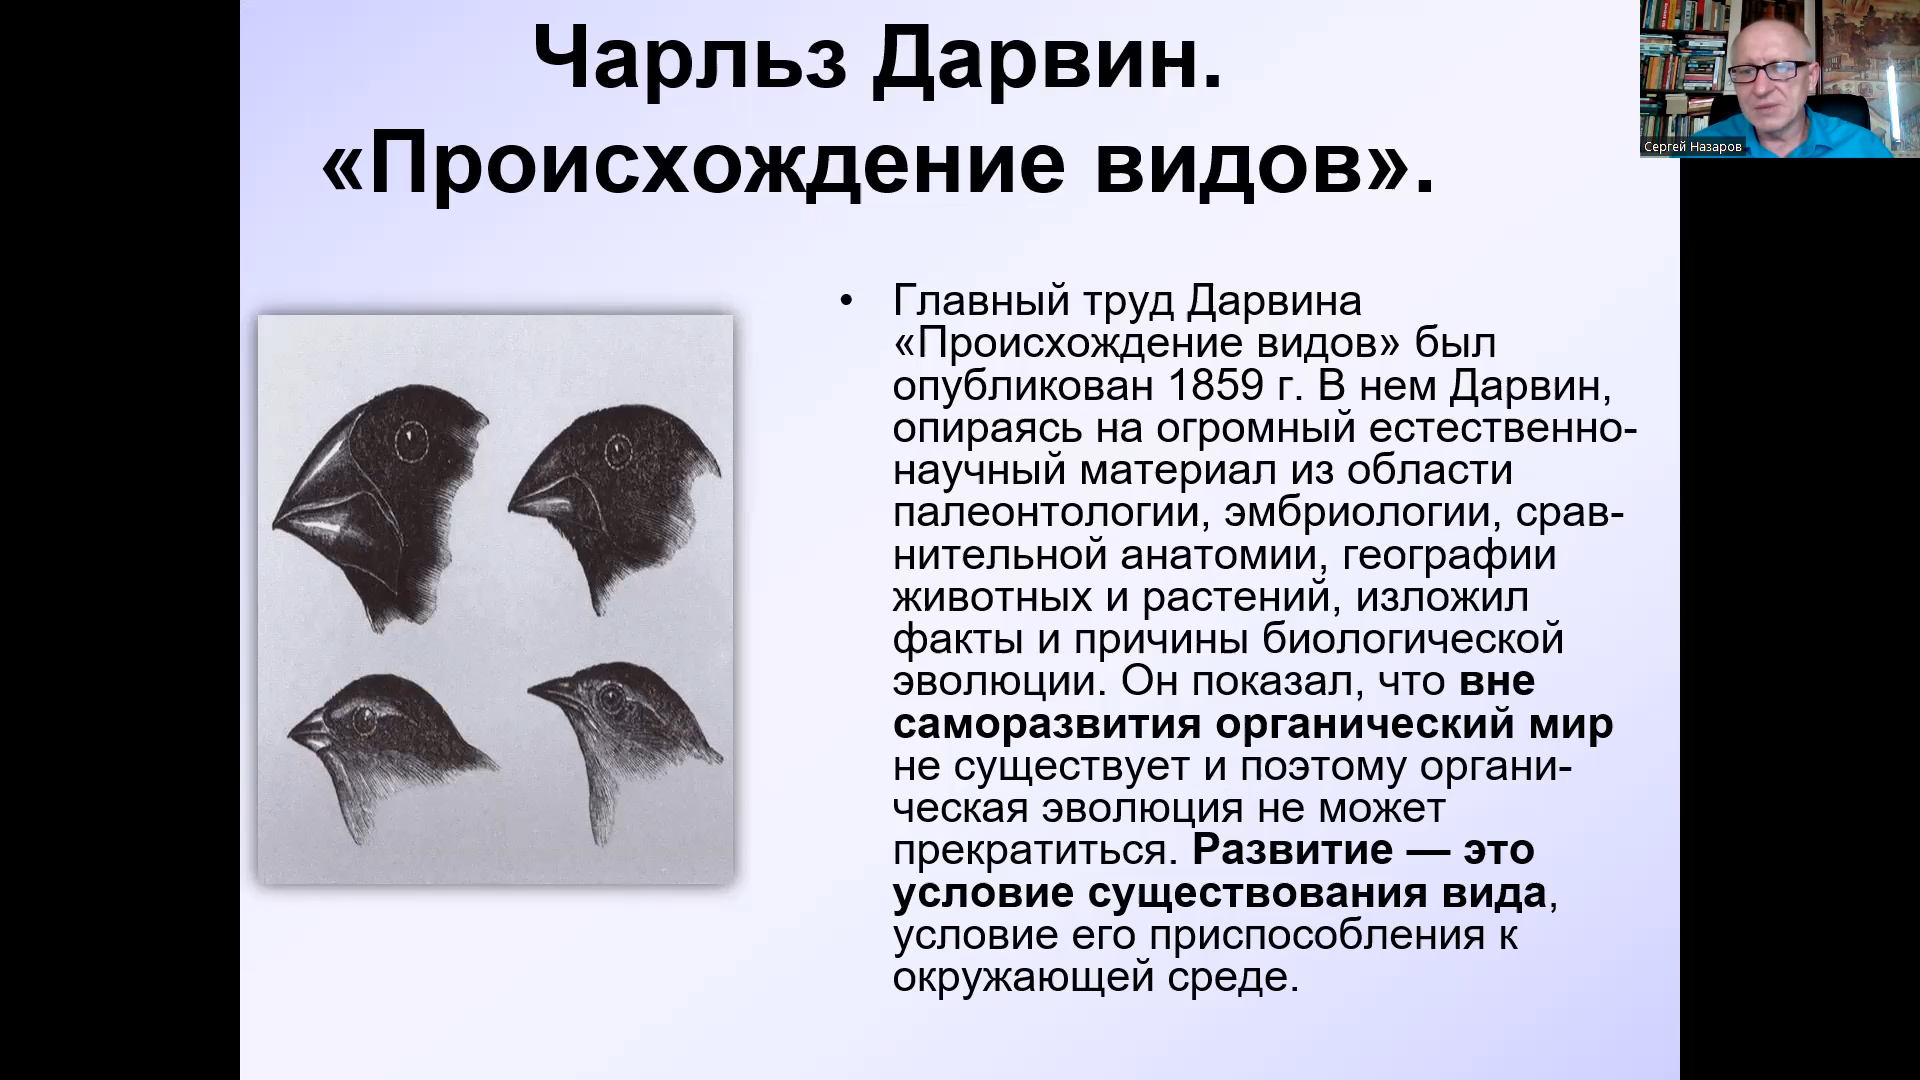 Чарльз Дарвин.
«Происхождение видов».
Сергей Назаров
• Главный труд Дарвина
«Происхождение видов» был
опубликован 1859 г. В нем Дарвин,
опираясь на огромный естественно-
научный материал из области
палеонтологии, эмбриологии, срав-
нительной анатомии, географии
животных и растений, изложил
факты и причины биологической
эволюции. Он показал, что вне
саморазвития органический мир
не существует и поэтому органи-
ческая эволюция не может
прекратиться. Развитие — это
условие существования вида,
условие его приспособления к
окружающей среде.